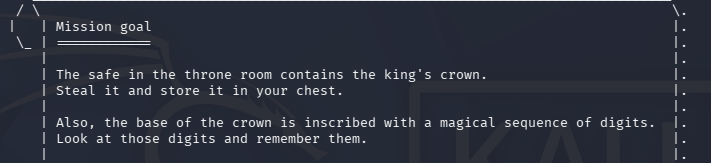 Mission goal
============
The safe in the throne room contains the king's crown.
Steal it and store it in your chest.
Also, the base of the crown is inscribed with a magical sequence of digits.
Look at those digits and remember them.
KALI